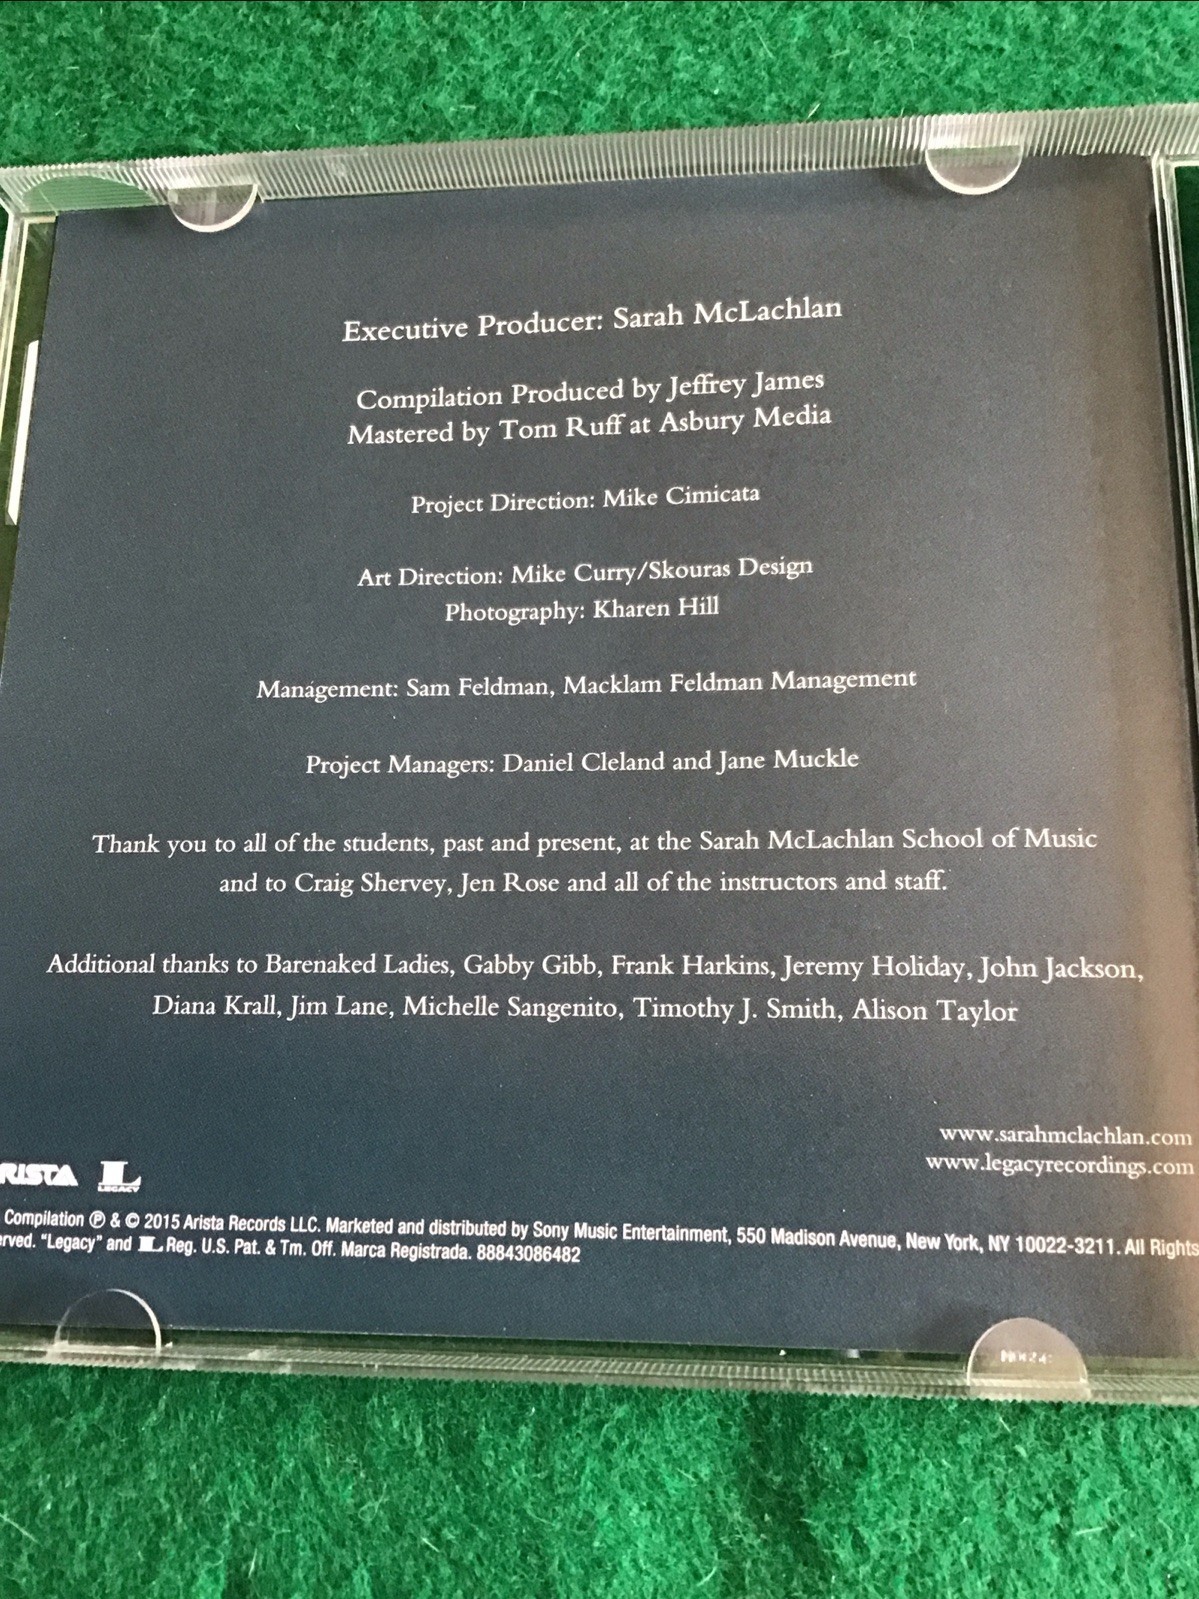 Executive Producer: Sarah McLachlan
Compilation Produced by Jeffrey James
Mastered by Tom Ruff at Asbury Media
Project Direction: Mike Cimicata
Art Direction: Mike Curry/Skouras Design
Photography: Kharen Hill
Management: Sam Feldman, Macklam Feldman Management
Project Managers: Daniel Cleland and Jane Muckle
Thank you to all of the students, past and present, at the Sarah McLachlan School of Music
and to Craig Shervey, Jen Rose and all of the instructors and staff.
Additional thanks to Barenaked Ladies, Gabby Gibb, Frank Harkins, Jeremy Holiday, John Jackson,
Diana Krall, Jim Lane, Michelle Sangenito, Timothy J. Smith, Alison Taylor
www.sarahmclachlan.com
www.legacyrecordings.com
RISTA L LEGACY
Compilation ℗ & © 2015 Arista Records LLC. Marketed and distributed by Sony Music Entertainment, 550 Madison Avenue, New York, NY 10022-3211. All Rights
rved. "Legacy" and L Reg. U.S. Pat. & Tm. Off. Marca Registrada. 88843086482